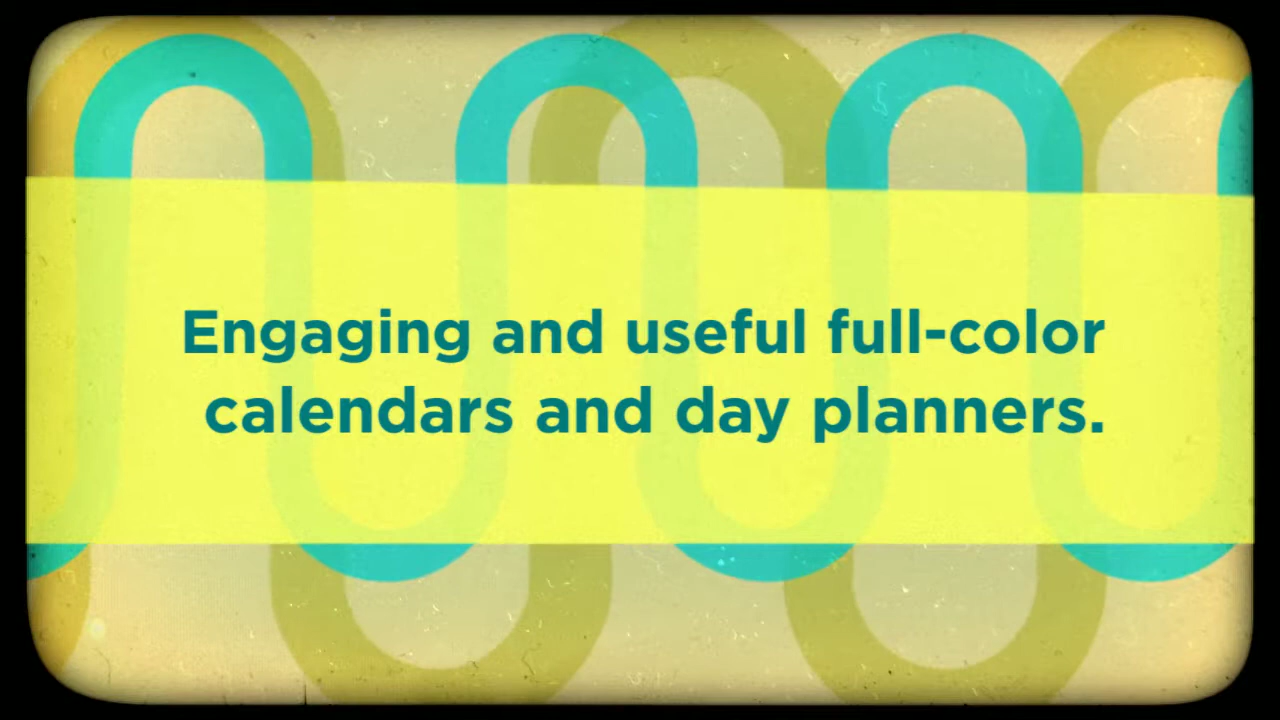 Engaging and useful full-color
calendars and day planners.